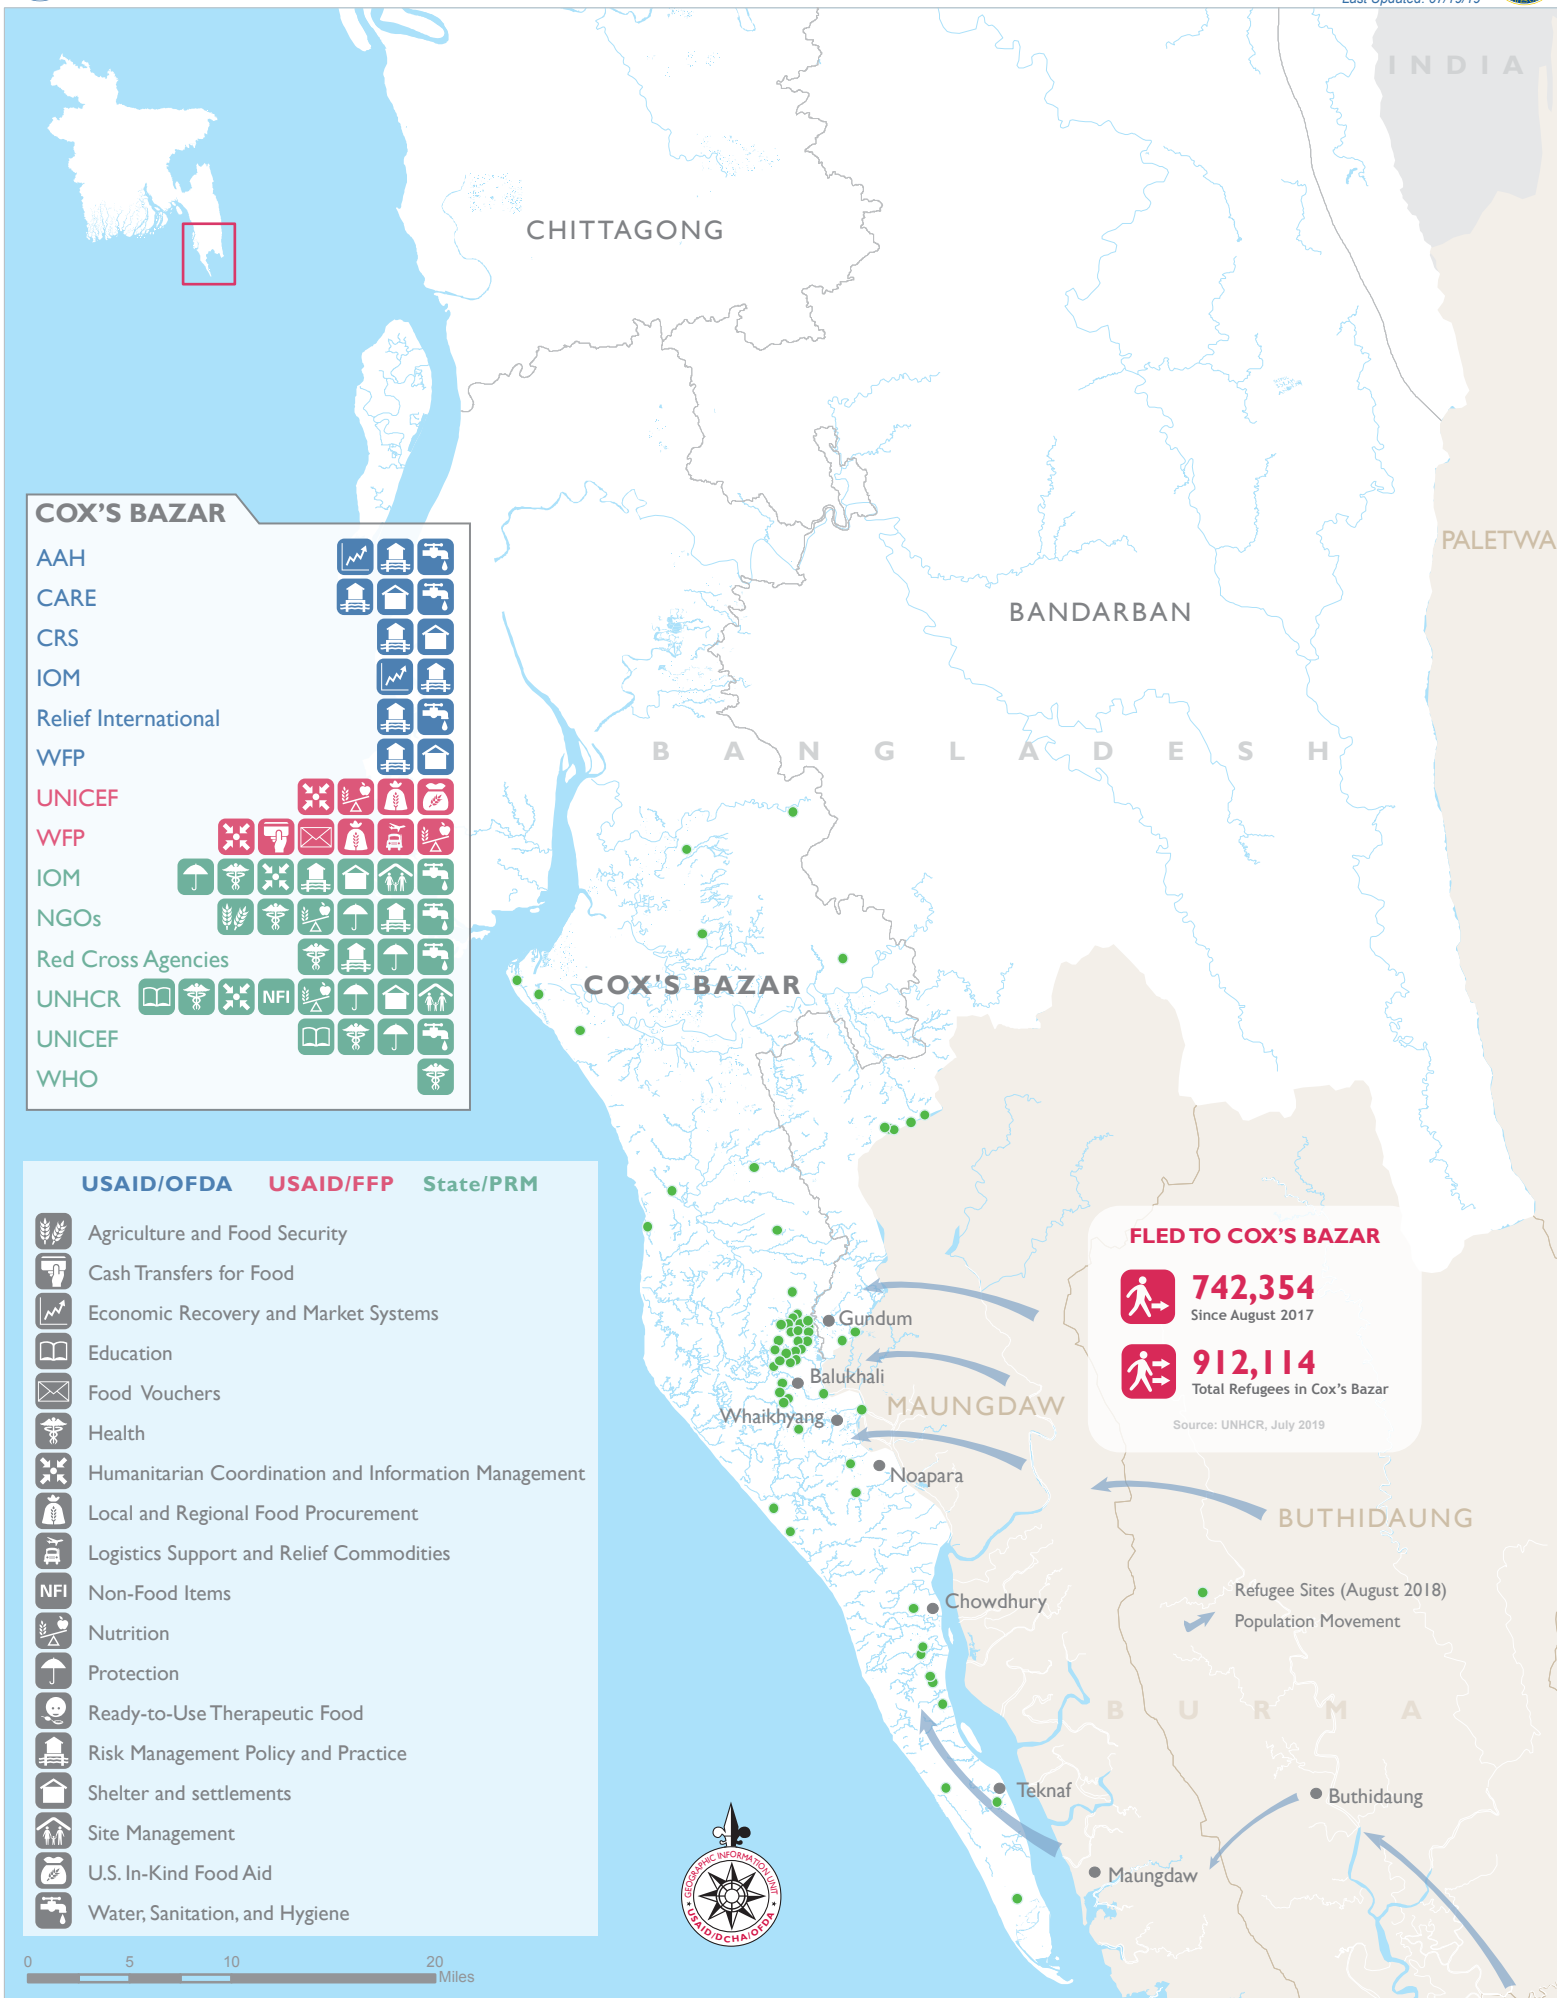 Last Updated: 07/19/19
INDIA
CHITTAGONG
PALETWA
BANDARBAN
BANGLADESH
COX'S BAZAR
AAH
CARE
CRS
IOM
Relief International
WFP
UNICEF
WFP
IOM
NGOs
Red Cross Agencies
UNHCR NFI
UNICEF
WHO
COX'S BAZAR
USAID/OFDA USAID/FFP State/PRM
Agriculture and Food Security
Cash Transfers for Food
Economic Recovery and Market Systems
Education
Food Vouchers
Health
Humanitarian Coordination and Information Management
Local and Regional Food Procurement
Logistics Support and Relief Commodities
NFI Non-Food Items
Nutrition
Protection
Ready-to-Use Therapeutic Food
Risk Management Policy and Practice
Shelter and settlements
Site Management
U.S. In-Kind Food Aid
Water, Sanitation, and Hygiene
0 5 10 20
Miles
FLED TO COX'S BAZAR
742,354
Since August 2017
912,114
Total Refugees in Cox's Bazar
Source: UNHCR, July 2019
Gundum
Balukhali
MAUNGDAW
Whaikhyang
Noapara
BUTHIDAUNG
Chowdhury
Refugee Sites (August 2018)
Population Movement
BURMA
Teknaf
Buthidaung
Maungdaw
GEOGRAPHIC INFORMATION UNIT
USAID/DCHA/OFDA